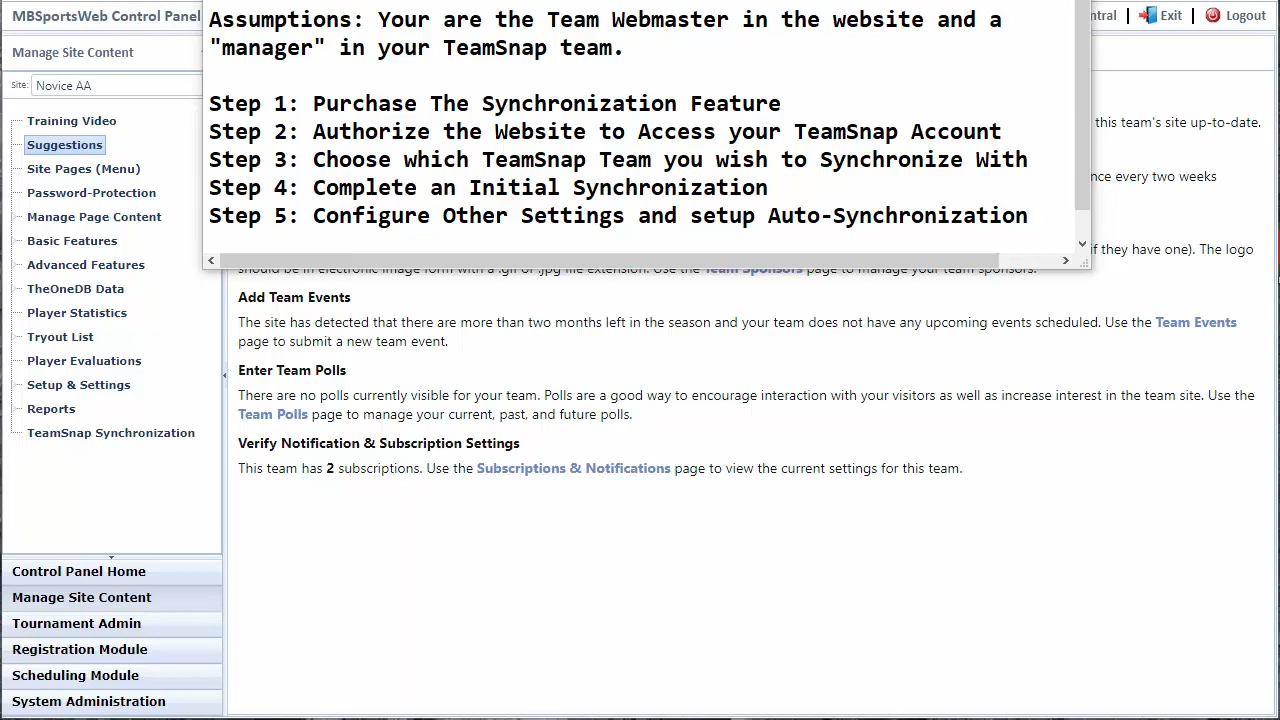 MBSportsWeb Control Panel
Exit
Logout
Manage Site Content
Site: Novice AA
Training Video
Suggestions
Site Pages (Menu)
Password-Protection
Manage Page Content
Basic Features
Advanced Features
TheOneDB Data
Player Statistics
Tryout List
Player Evaluations
Setup & Settings
Reports
TeamSnap Synchronization
Control Panel Home
Manage Site Content
Tournament Admin
Registration Module
Scheduling Module
System Administration
Assumptions: Your are the Team Webmaster in the website and a
"manager" in your TeamSnap team.
Step 1: Purchase The Synchronization Feature
Step 2: Authorize the Website to Access your TeamSnap Account
Step 3: Choose which TeamSnap Team you wish to Synchronize With
Step 4: Complete an Initial Synchronization
Step 5: Configure Other Settings and setup Auto-Synchronization
this team's site up-to-date.
every two weeks
if they have one). The logo
should be in electronic image form with a .gif or .jpg file extension. Use the Team Sponsors page to manage your team sponsors.
Add Team Events
The site has detected that there are more than two months left in the season and your team does not have any upcoming events scheduled. Use the Team Events
page to submit a new team event.
Enter Team Polls
There are no polls currently visible for your team. Polls are a good way to encourage interaction with your visitors as well as increase interest in the team site. Use the
Team Polls page to manage your current, past, and future polls.
Verify Notification & Subscription Settings
This team has 2 subscriptions. Use the Subscriptions & Notifications page to view the current settings for this team.